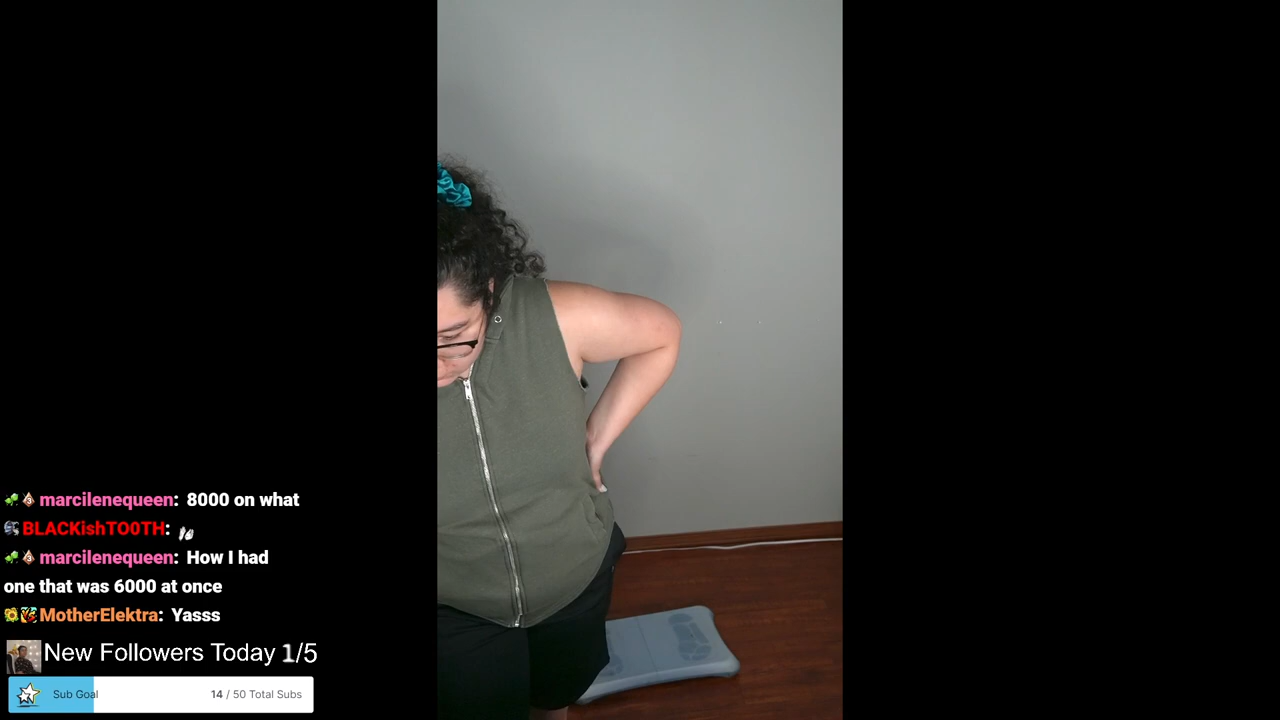 marcilenequeen: 8000 on what
BLACKishTO0TH:
marcilenequeen: How I had
one that was 6000 at once
MotherElektra: Yasss
New Followers Today 1/5
Sub Goal 14 / 50 Total Subs